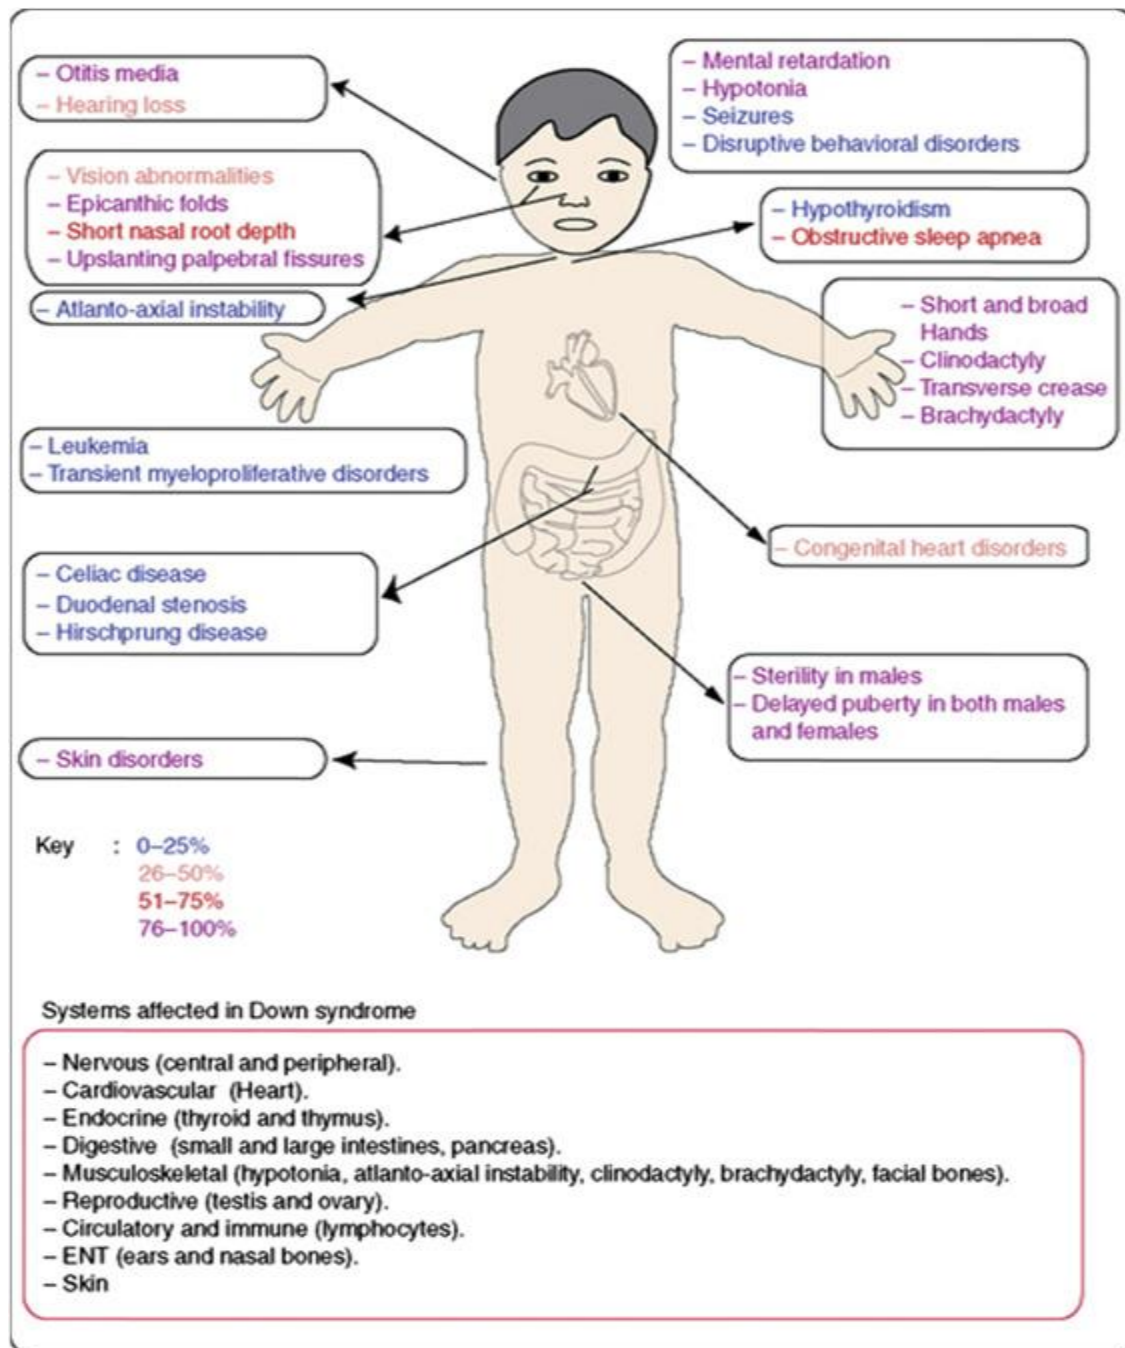 – Otitis media
– Hearing loss
– Mental retardation
– Hypotonia
– Seizures
– Disruptive behavioral disorders
– Vision abnormalities
– Epicanthic folds
– Short nasal root depth
– Upslanting palpebral fissures
– Hypothyroidism
– Obstructive sleep apnea
– Atlanto-axial instability
– Short and broad
Hands
– Clinodactyly
– Transverse crease
– Brachydactyly
– Leukemia
– Transient myeloproliferative disorders
– Congenital heart disorders
– Celiac disease
– Duodenal stenosis
– Hirschprung disease
– Sterility in males
– Delayed puberty in both males
and females
– Skin disorders
Key : 0–25%
26–50%
51–75%
76–100%
Systems affected in Down syndrome
– Nervous (central and peripheral).
– Cardiovascular (Heart).
– Endocrine (thyroid and thymus).
– Digestive (small and large intestines, pancreas).
– Musculoskeletal (hypotonia, atlanto-axial instability, clinodactyly, brachydactyly, facial bones).
– Reproductive (testis and ovary).
– Circulatory and immune (lymphocytes).
– ENT (ears and nasal bones).
– Skin